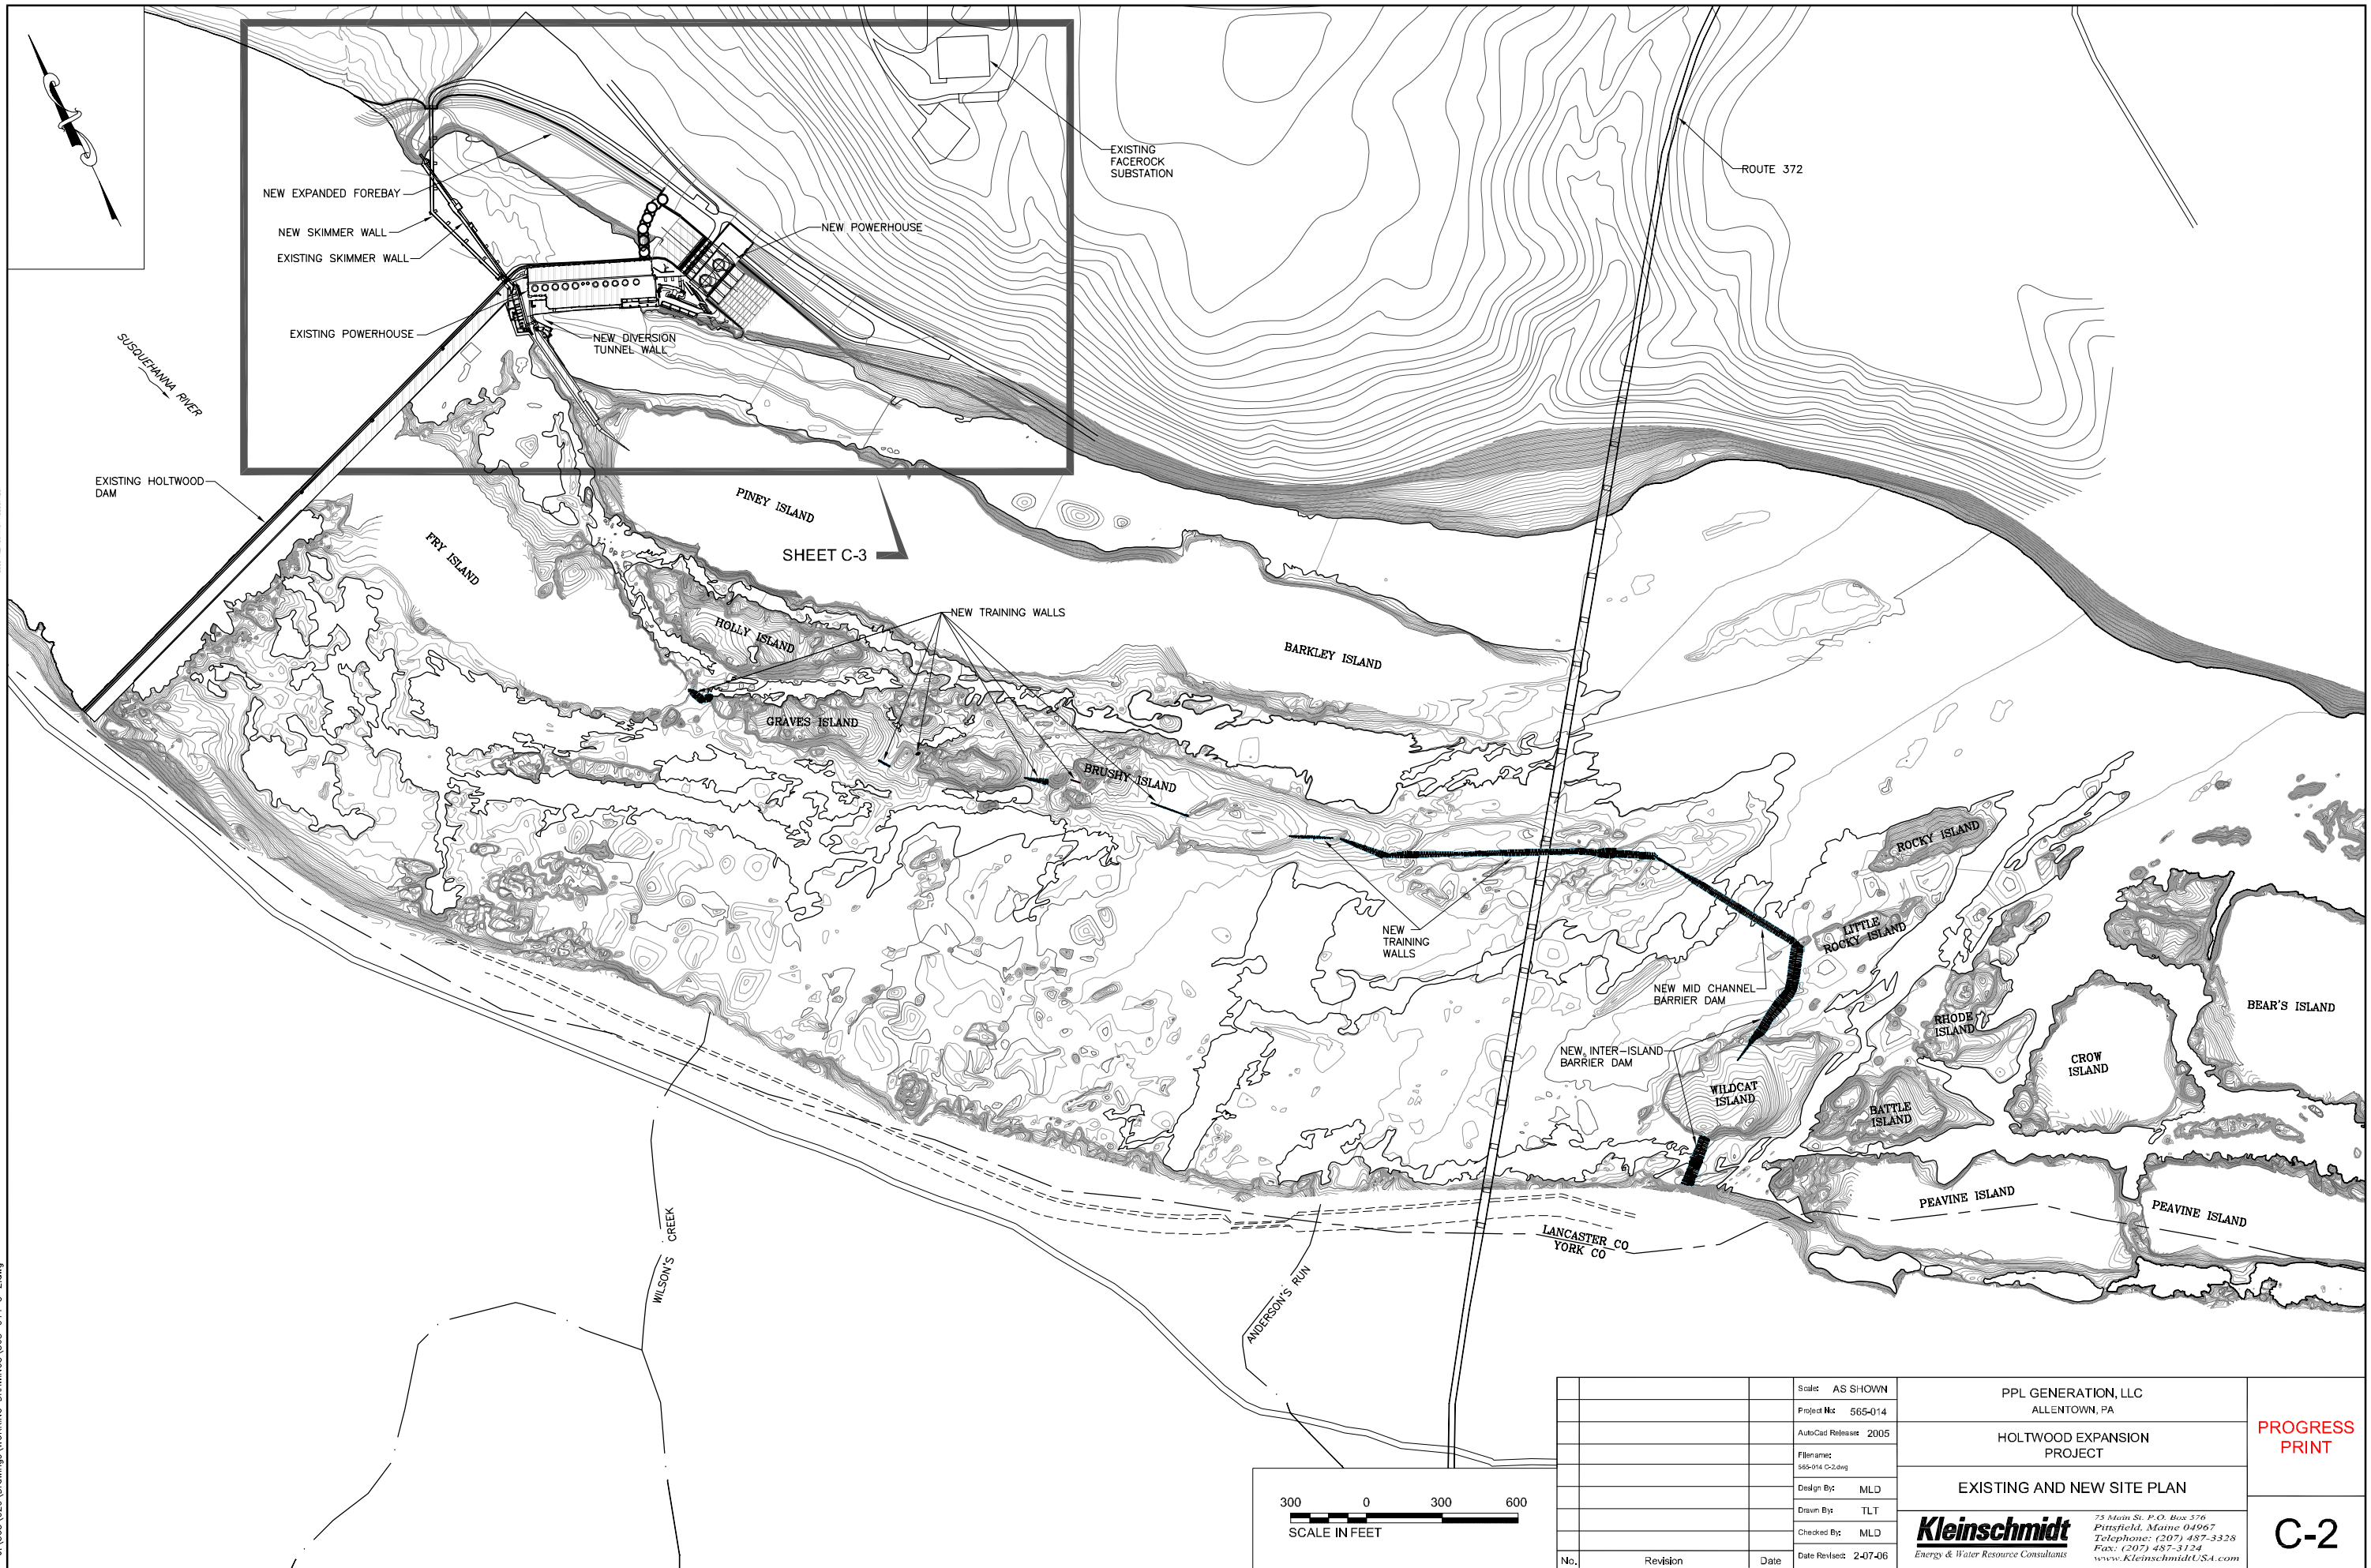 NEW EXPANDED FOREBAY
NEW SKIMMER WALL
EXISTING SKIMMER WALL
EXISTING POWERHOUSE
NEW DIVERSION
TUNNEL WALL
NEW POWERHOUSE
EXISTING
FACEROCK
SUBSTATION
ROUTE 372
SUSQUEHANNA RIVER
EXISTING HOLTWOOD
DAM
FRY ISLAND
PINEY ISLAND
SHEET C-3
NEW TRAINING WALLS
HOLLY ISLAND
BARKLEY ISLAND
GRAVES ISLAND
BRUSHY ISLAND
ROCKY ISLAND
LITTLE
ROCKY ISLAND
NEW
TRAINING
WALLS
NEW MID CHANNEL
BARRIER DAM
RHODE
ISLAND
BEAR'S ISLAND
CROW
ISLAND
NEW INTER-ISLAND
BARRIER DAM
WILDCAT
ISLAND
BATTLE
ISLAND
PEAVINE ISLAND
PEAVINE ISLAND
LANCASTER CO
YORK CO
WILSON'S CREEK
ANDERSON'S RUN
300 0 300 600
SCALE IN FEET
No. Revision Date
Scale: AS SHOWN
Project No: 565-014
AutoCad Release: 2005
Filename:
565-014 C-2.dwg
Design By: MLD
Drawn By: TLT
Checked By: MLD
Date Revised: 2-07-06
PPL GENERATION, LLC
ALLENTOWN, PA
HOLTWOOD EXPANSION
PROJECT
EXISTING AND NEW SITE PLAN
Kleinschmidt
Energy & Water Resource Consultants
75 Main St. P.O. Box 576
Pittsfield, Maine 04967
Telephone: (207) 487-3328
Fax: (207) 487-3124
www.KleinschmidtUSA.com
PROGRESS
PRINT
C-2